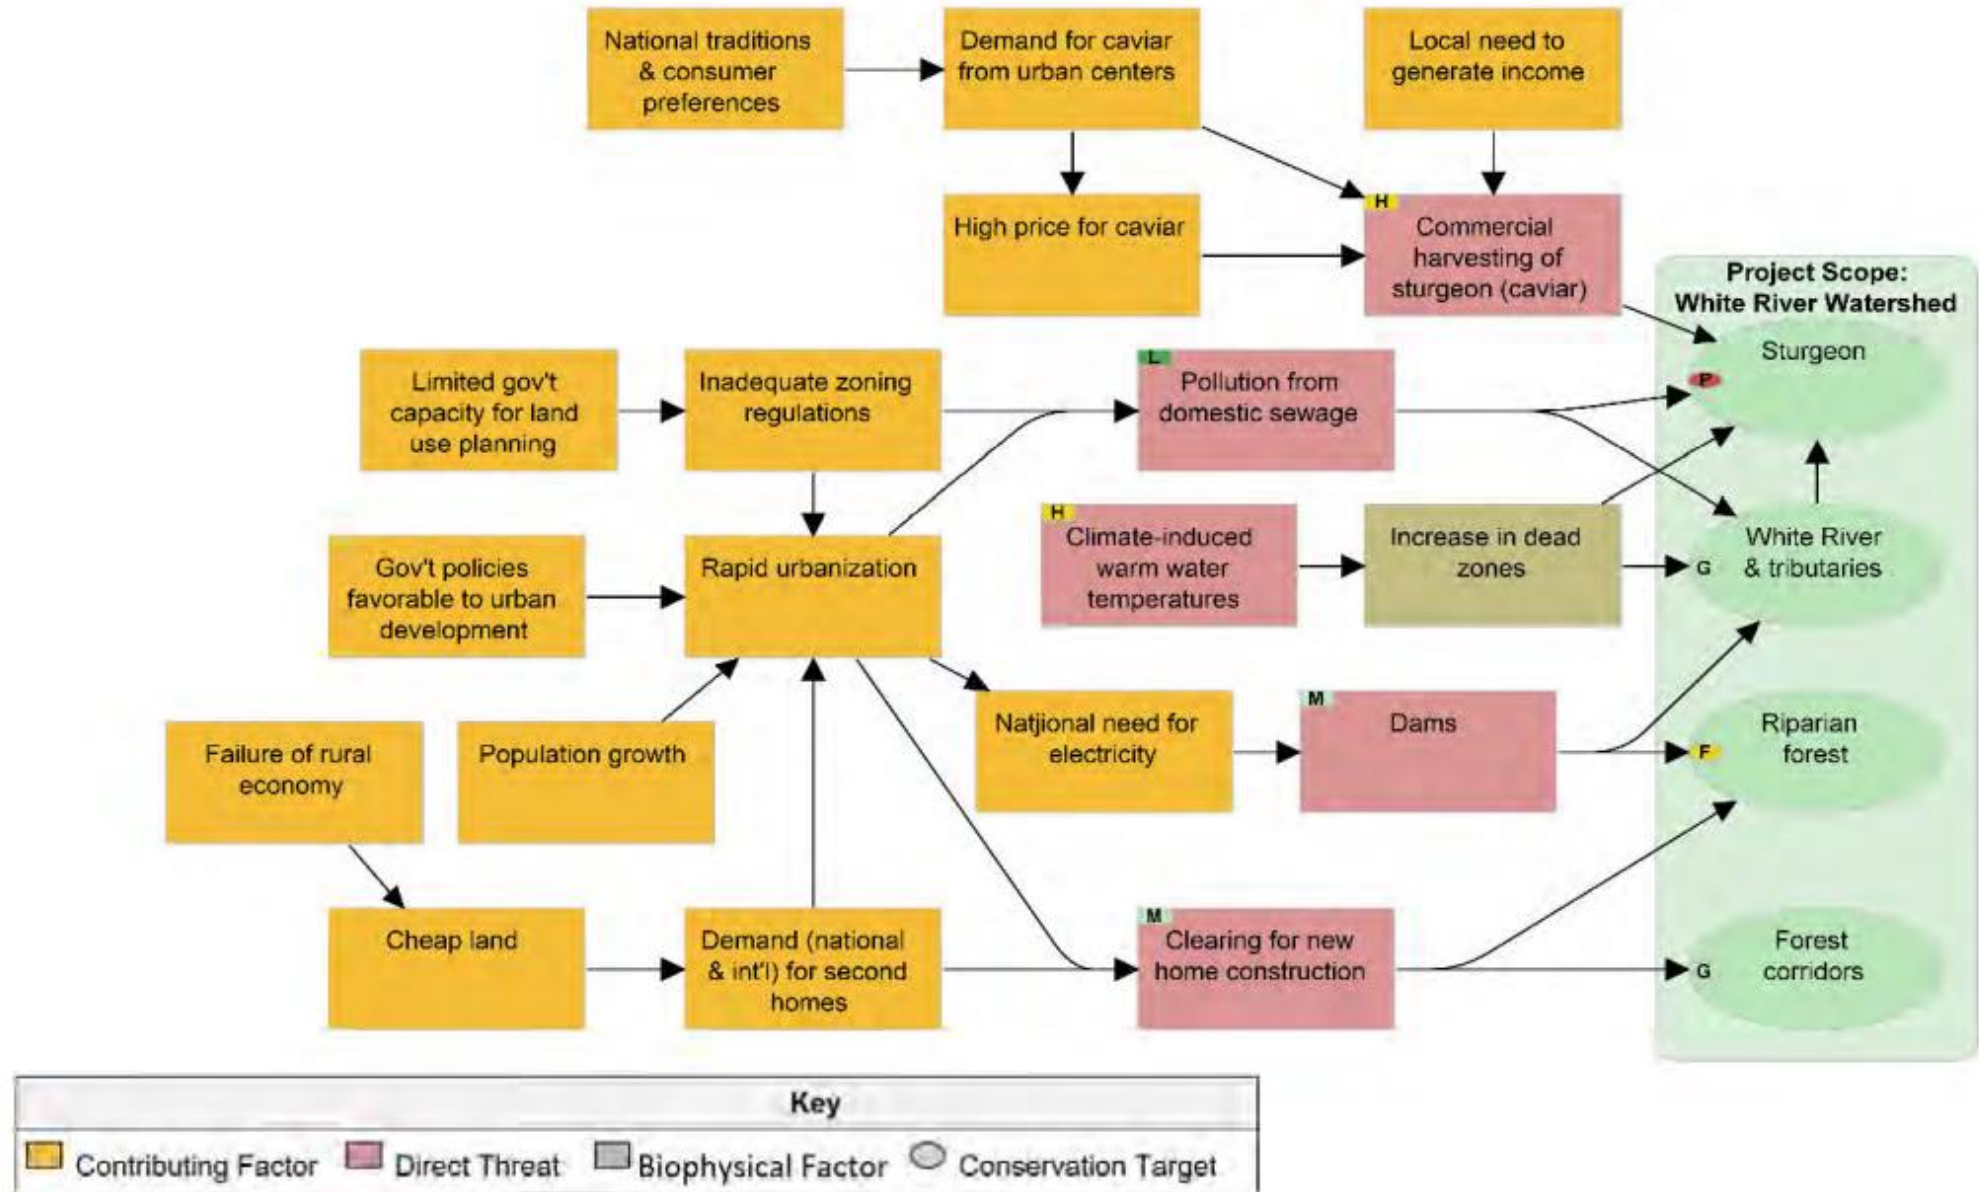 National traditions
& consumer
preferences
Demand for caviar
from urban centers
Local need to
generate income
High price for caviar
H
Commercial
harvesting of
sturgeon (caviar)
Project Scope:
White River Watershed
Sturgeon
P
Limited gov't
capacity for land
use planning
Inadequate zoning
regulations
L
Pollution from
domestic sewage
Gov't policies
favorable to urban
development
Rapid urbanization
H
Climate-induced
warm water
temperatures
Increase in dead
zones
G
White River
& tributaries
Failure of rural
economy
Population growth
Natjional need for
electricity
M
Dams
F
Riparian
forest
Cheap land
Demand (national
& int'l) for second
homes
M
Clearing for new
home construction
G
Forest
corridors
Key
Contributing Factor
Direct Threat
Biophysical Factor
Conservation Target